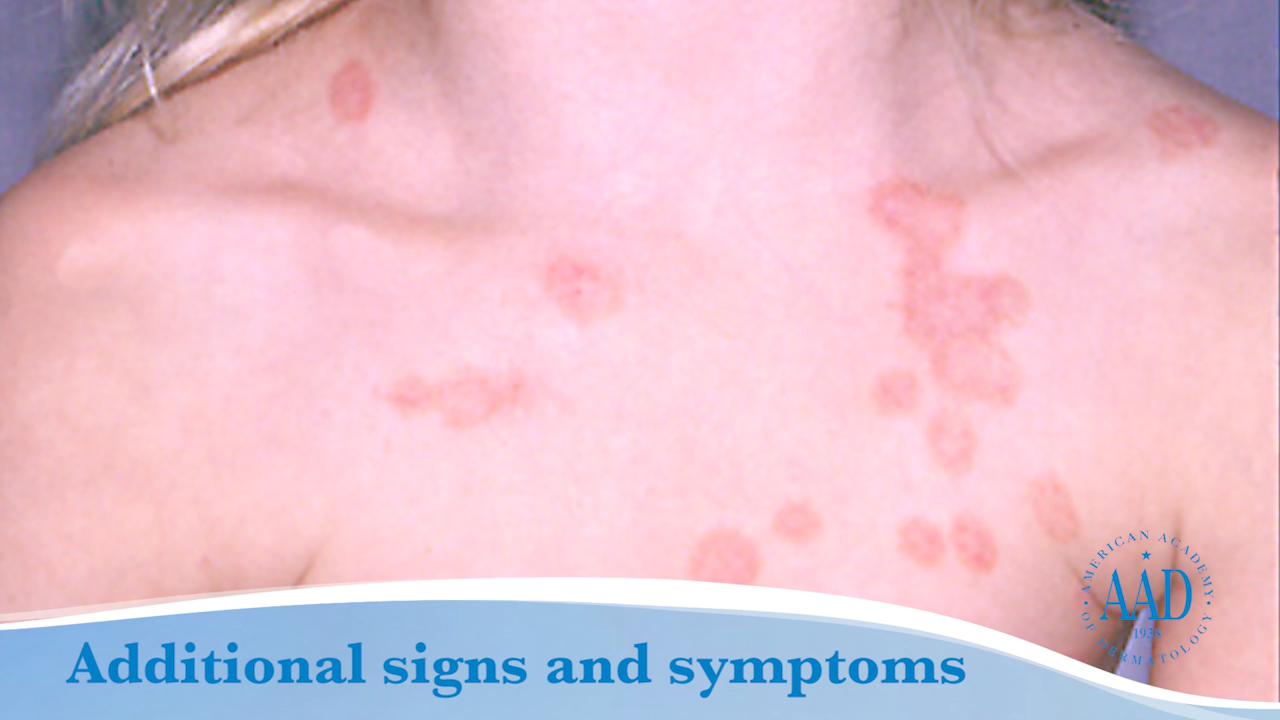 Additional signs and symptoms
AMERICAN ACADEMY
AAD
1938
OF DERMATOLOGY